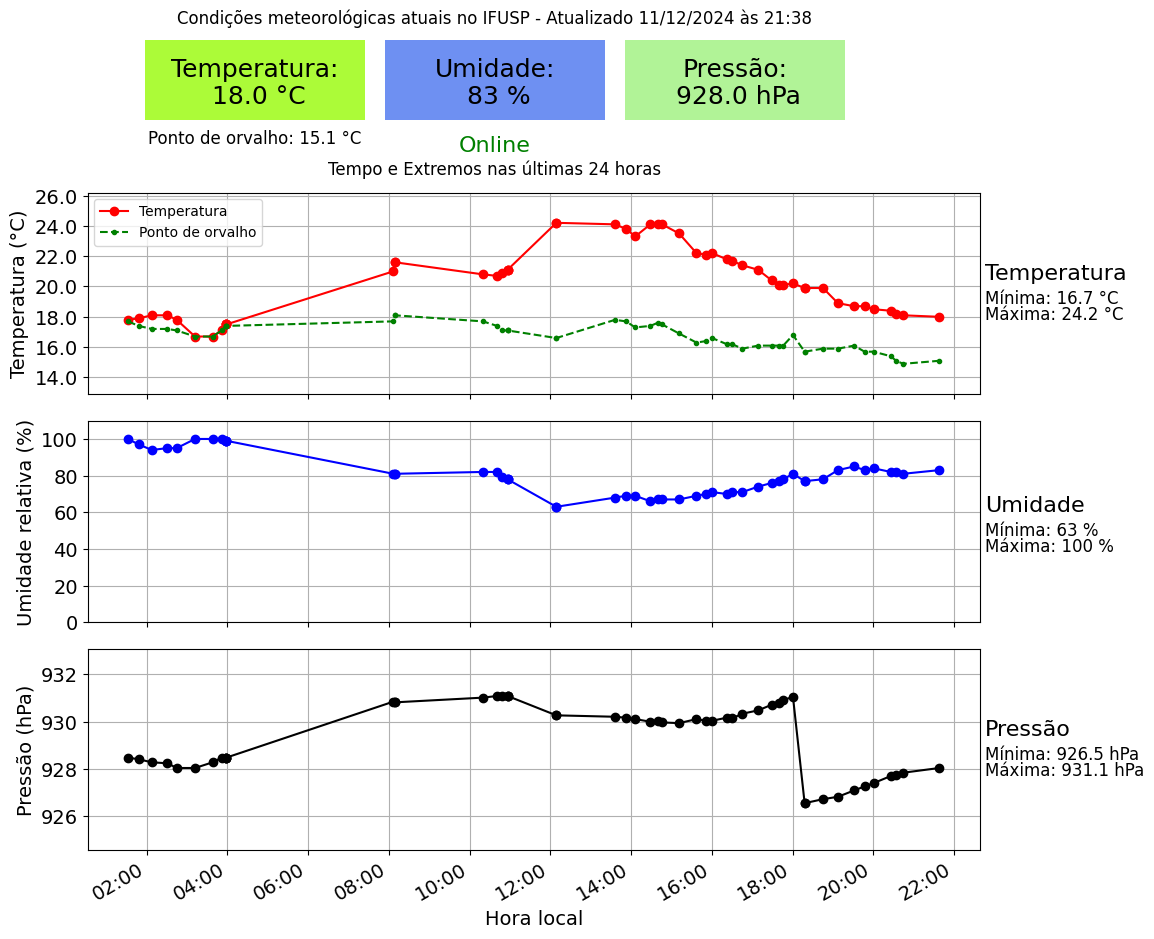 Condições meteorológicas atuais no IFUSP - Atualizado 11/12/2024 às 21:38
Temperatura:
18.0 °C
Umidade:
83 %
Pressão:
928.0 hPa
Ponto de orvalho: 15.1 °C
Online
Tempo e Extremos nas últimas 24 horas
Temperatura (°C)
26.0
24.0
22.0
20.0
18.0
16.0
14.0
Temperatura
Ponto de orvalho
Temperatura
Mínima: 16.7 °C
Máxima: 24.2 °C
Umidade relativa (%)
100
80
60
40
20
0
Umidade
Mínima: 63 %
Máxima: 100 %
Pressão (hPa)
932
930
928
926
Pressão
Mínima: 926.5 hPa
Máxima: 931.1 hPa
02:00 04:00 06:00 08:00 10:00 12:00 14:00 16:00 18:00 20:00 22:00
Hora local